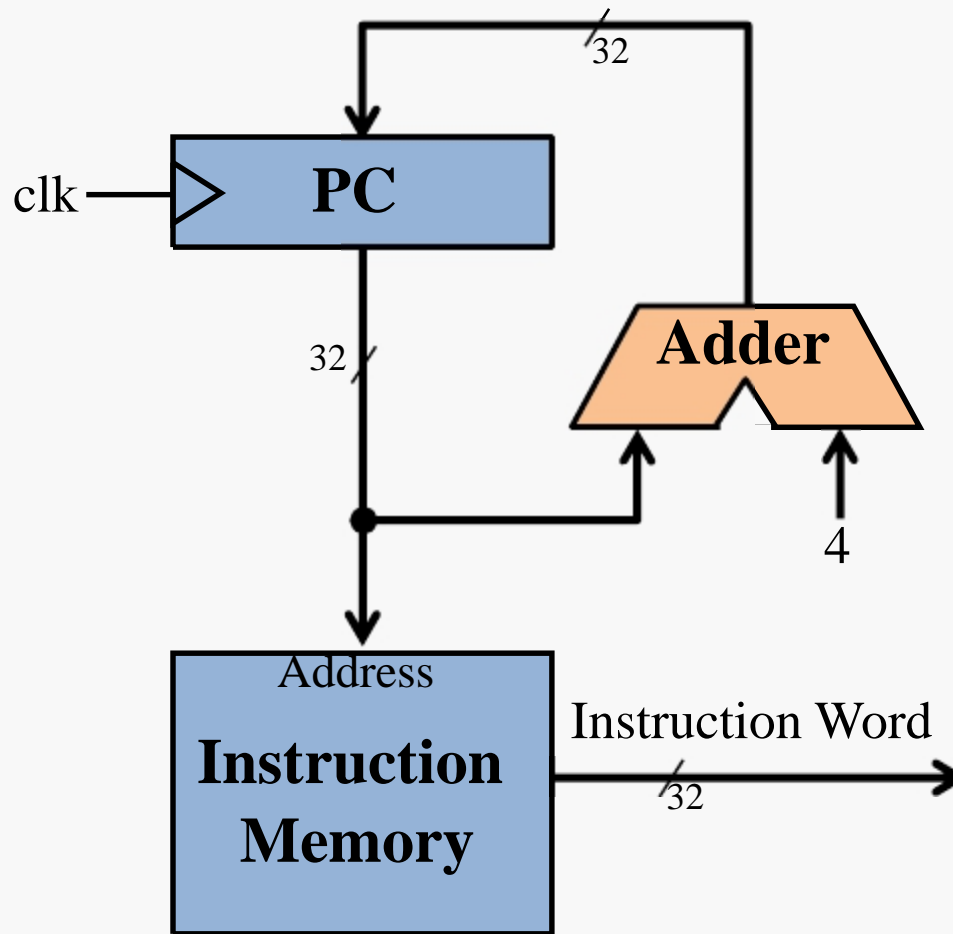 32
clk
PC
32
Adder
4
Address
Instruction
Memory
Instruction Word
32